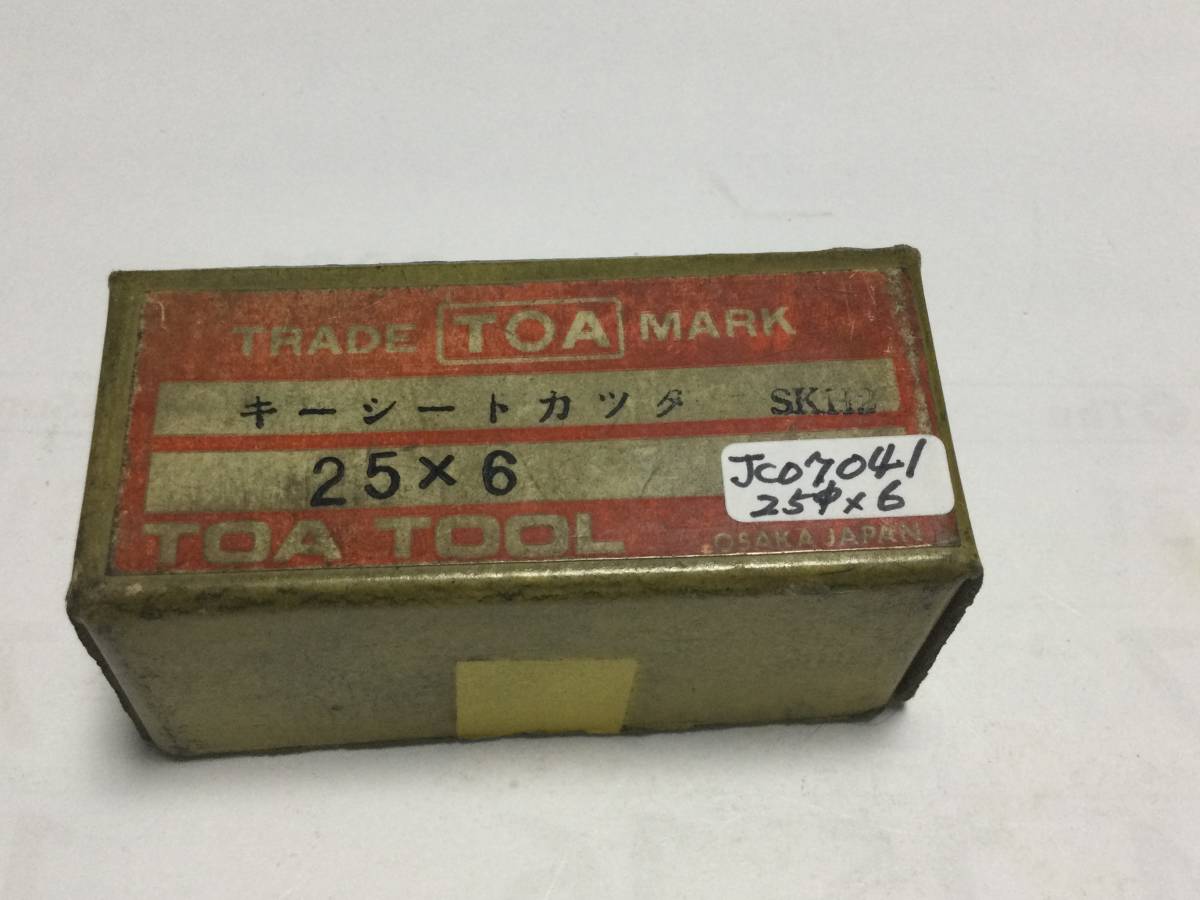 TRADE TOA MARK
キーシートカッタ SKH2
25×6
JC07041
25φ×6
TOA TOOL OSAKA JAPAN